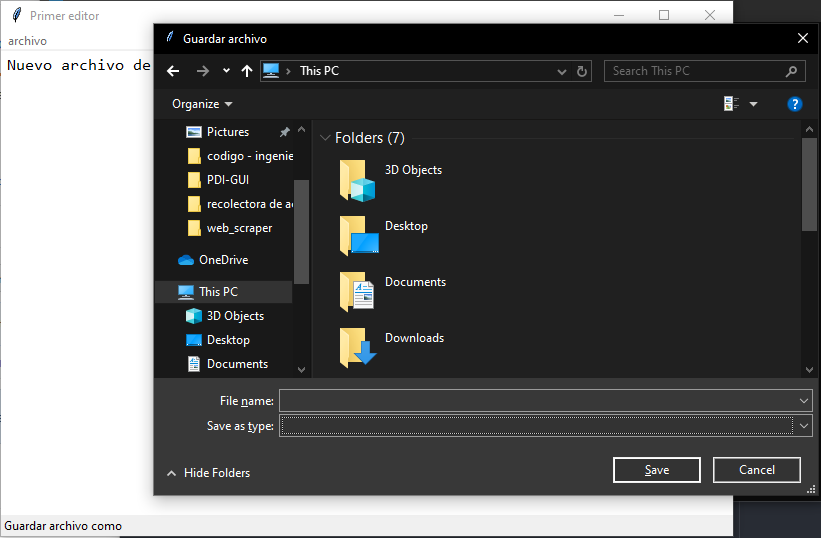 Primer editor
archivo
Nuevo archivo de
Guardar archivo
This PC
Search This PC
Organize
?
Pictures
codigo - ingenie
PDI-GUI
recolectora de a
web_scraper
OneDrive
This PC
3D Objects
Desktop
Documents
Folders (7)
3D Objects
Desktop
Documents
Downloads
File name:
Save as type:
Hide Folders
Save
Cancel
Guardar archivo como